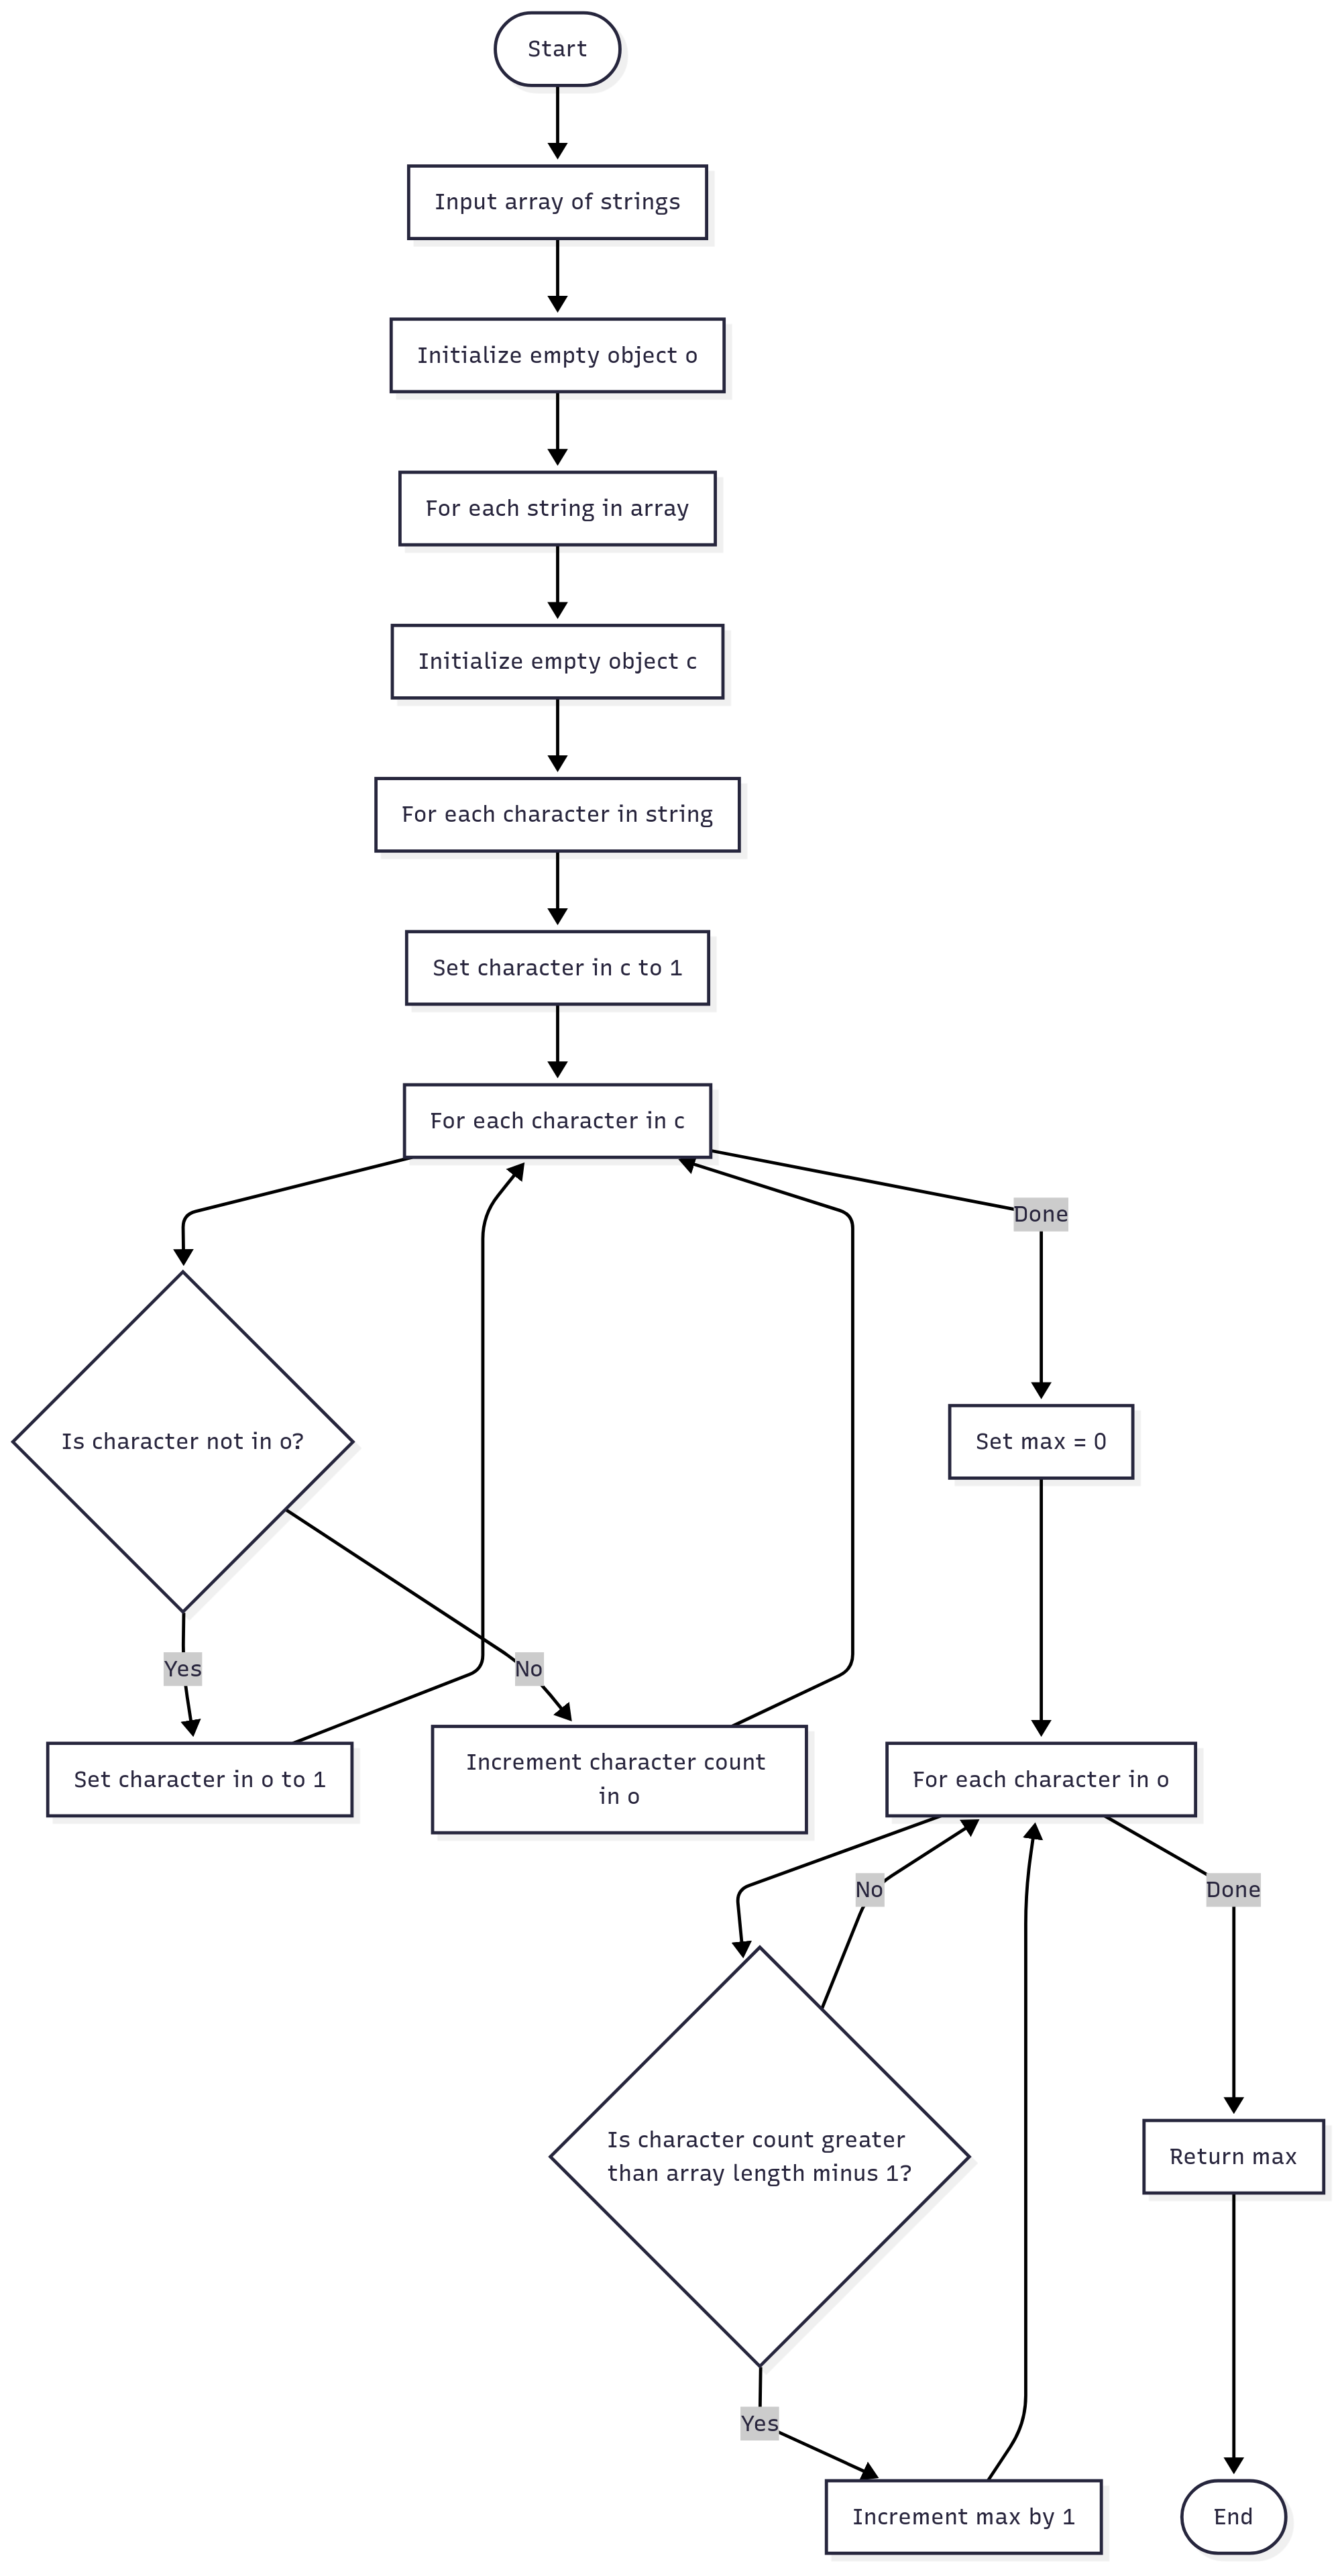 Start
Input array of strings
Initialize empty object o
For each string in array
Initialize empty object c
For each character in string
Set character in c to 1
For each character in c
Done
Is character not in o?
Set max = 0
Yes
No
Set character in o to 1
Increment character count
in o
For each character in o
No
Done
Is character count greater
than array length minus 1?
Return max
Yes
Increment max by 1
End